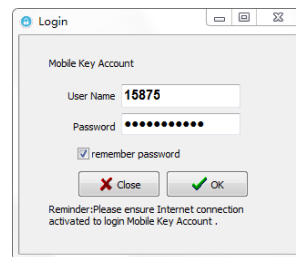 Login
Mobile Key Account
User Name 15875
Password ●●●●●●●●●●●
remember password
Close OK
Reminder:Please ensure Internet connection
activated to login Mobile Key Account .